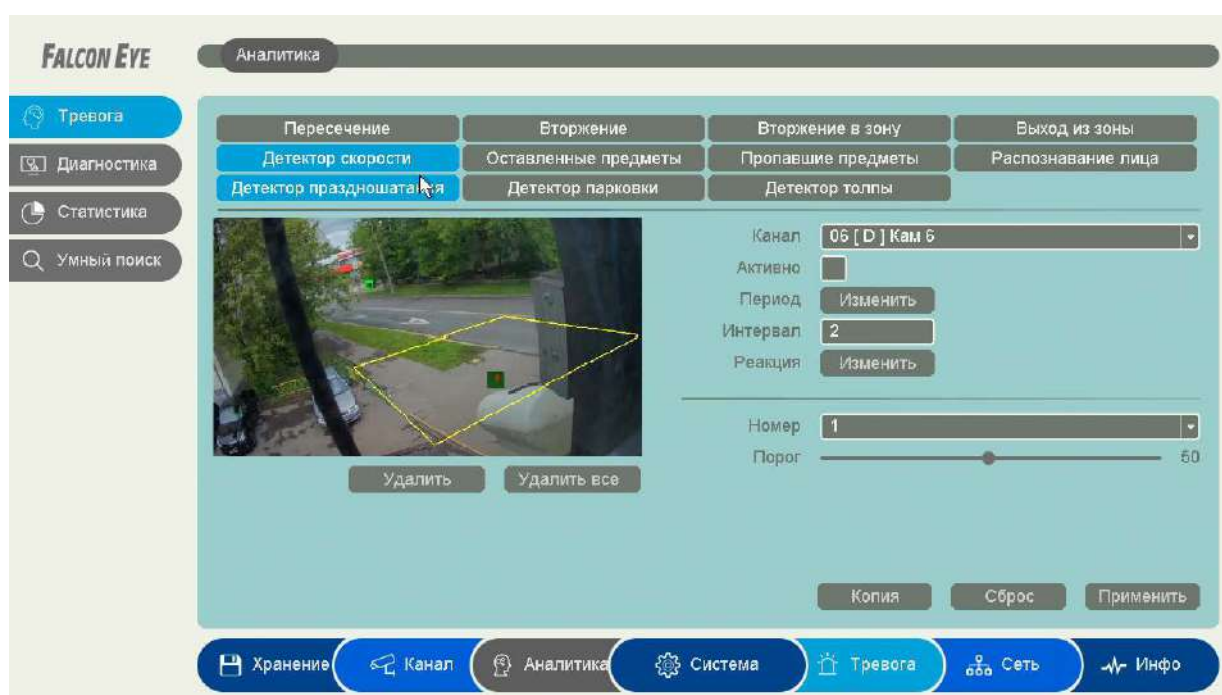 FALCON EYE
Аналитика
Тревога
Диагностика
Статистика
Умный поиск
Пересечение Вторжение Вторжение в зону Выход из зоны
Детектор скорости Оставленные предметы Пропавшие предметы Распознавание лица
Детектор праздношатания Детектор парковки Детектор толпы
Канал 06 [ D ] Кам 6
Активно
Период Изменить
Интервал 2
Реакция Изменить
Номер 1
Порог 50
Удалить Удалить все
Копия Сброс Применить
Хранение Канал Аналитика Система Тревога Сеть Инфо